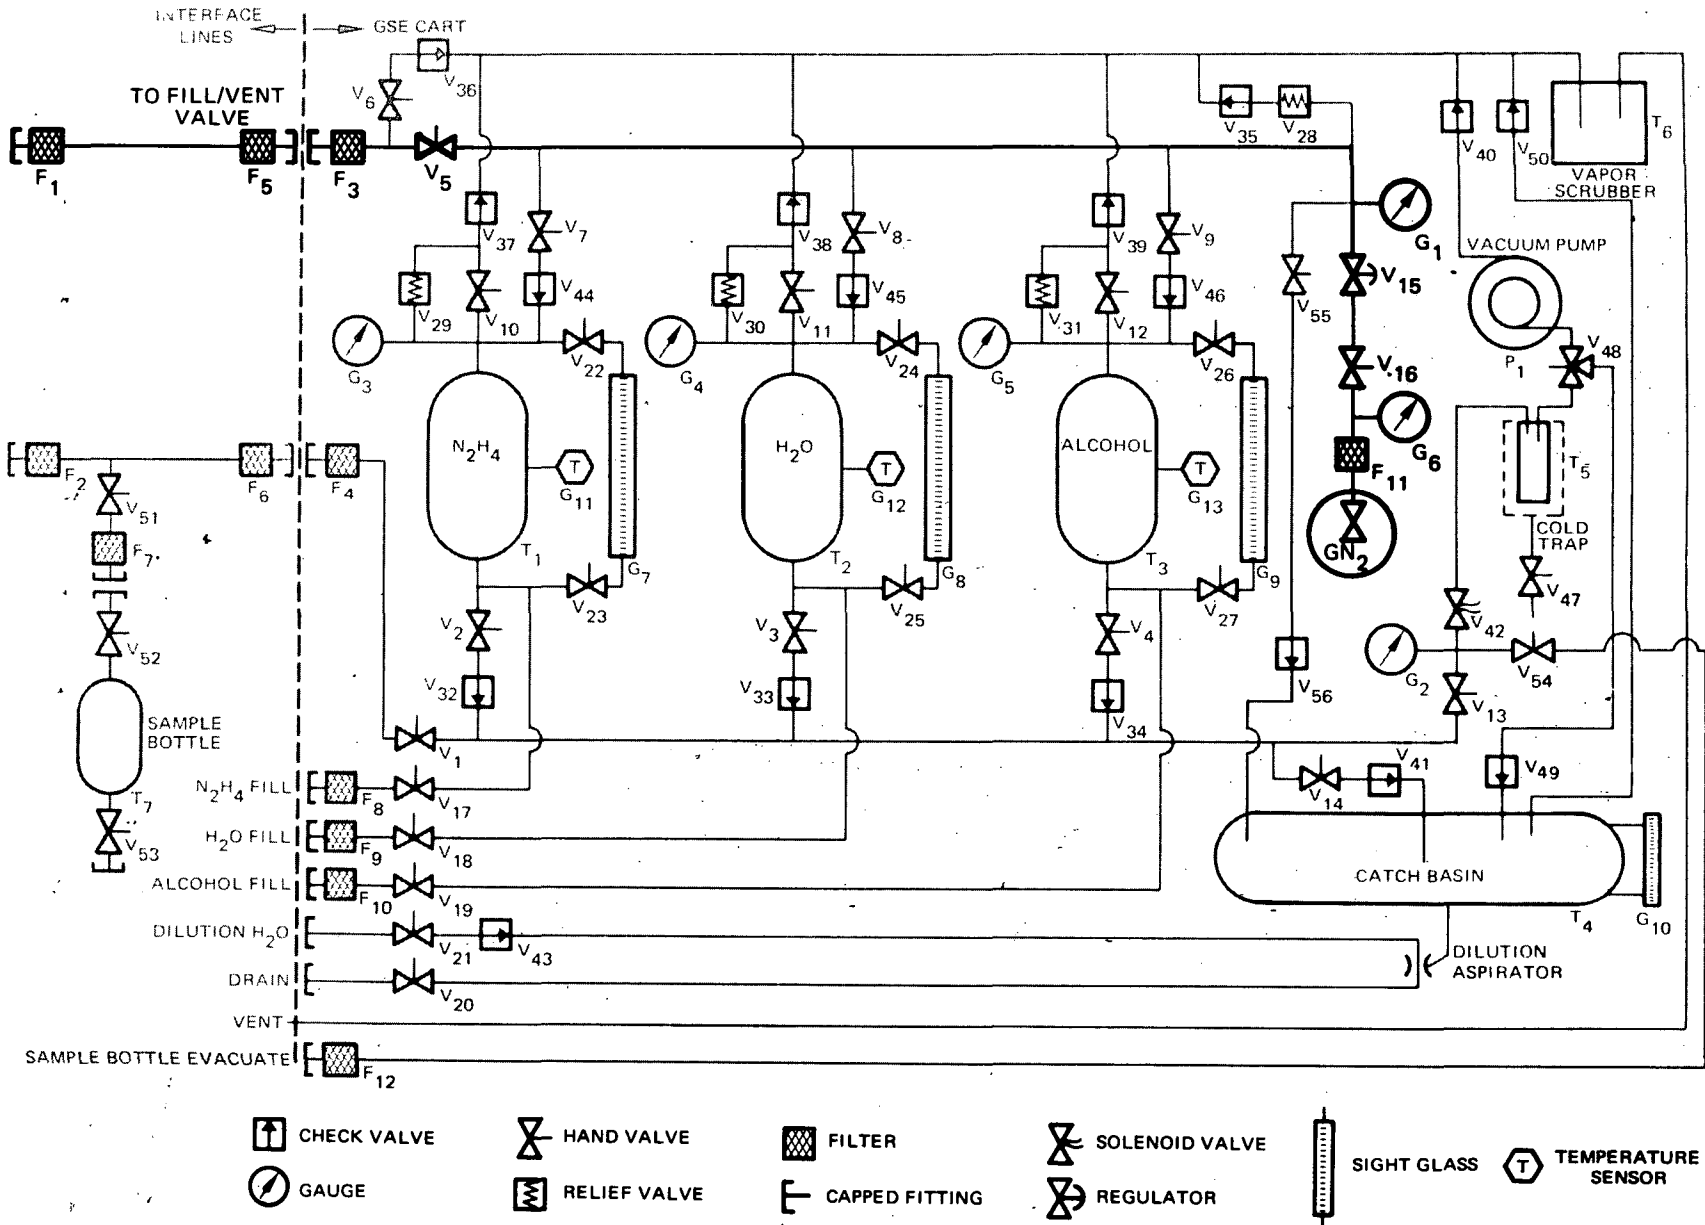 INTERFACE LINES
GSE CART
TO FILL/VENT VALVE
F1
F5
F3
V5
V6
V36
V35
V28
V40
V50
T6
VAPOR SCRUBBER
V37
V7
V38
V8
V39
V9
G1
VACUUM PUMP
V29
V10
V44
V30
V11
V45
V31
V12
V46
V55
V15
G3
V22
G4
V24
G5
V26
V16
P1
V48
N2H4
H2O
ALCOHOL
G6
F2
F6
F4
G11
G12
G13
F11
T5
V51
F7
T1
G7
T2
G8
T3
G9
GN2
COLD TRAP
V23
V25
V27
V47
V52
V2
V3
V4
V42
V32
V33
V34
V56
G2
V54
V13
SAMPLE BOTTLE
V1
V41
V49
V14
T7
V53
N2H4 FILL
F8
V17
H2O FILL
F9
V18
ALCOHOL FILL
F10
V19
CATCH BASIN
T4
G10
DILUTION H2O
V21
V43
DILUTION ASPIRATOR
DRAIN
V20
VENT
SAMPLE BOTTLE EVACUATE
F12
CHECK VALVE
HAND VALVE
FILTER
SOLENOID VALVE
SIGHT GLASS
T
TEMPERATURE SENSOR
GAUGE
RELIEF VALVE
CAPPED FITTING
REGULATOR